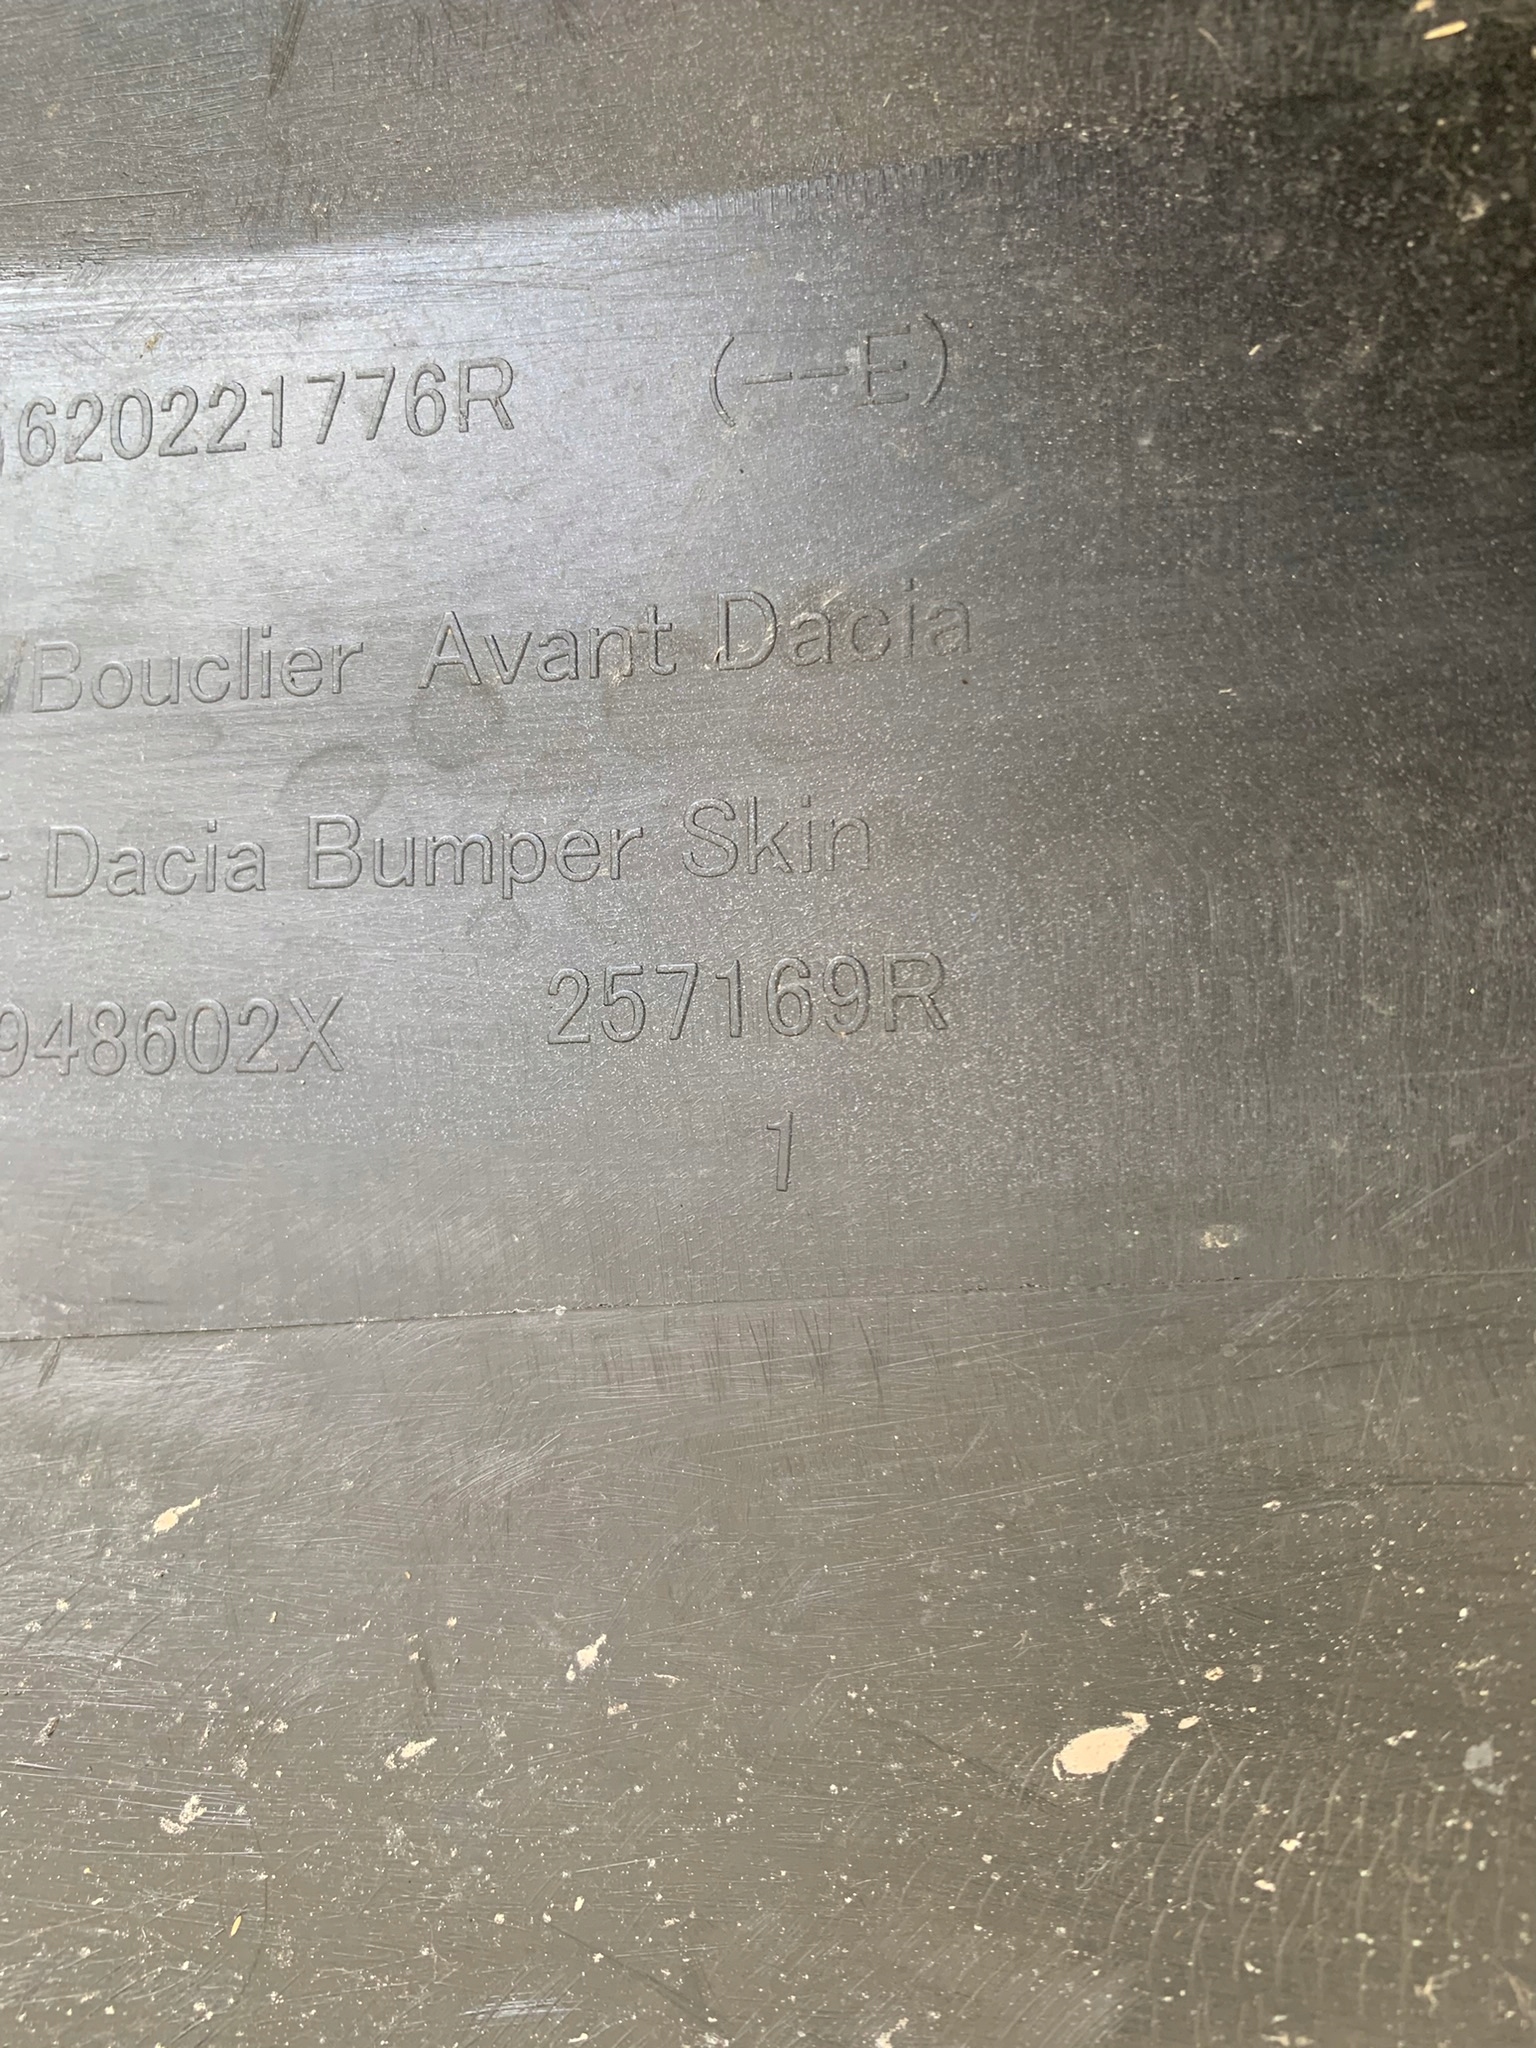 620221776R (--E)
/Bouclier Avant Dacia
t Dacia Bumper Skin
948602X 257169R
1